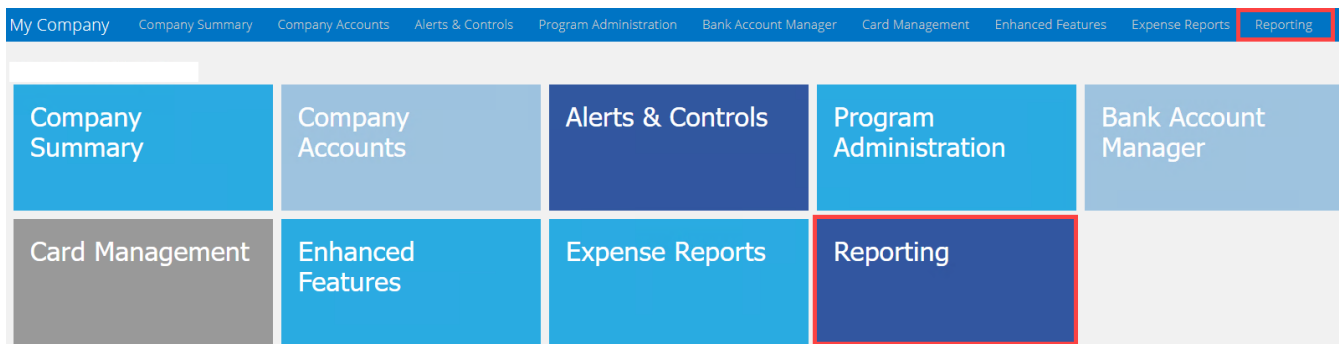 My Company Company Summary Company Accounts Alerts & Controls Program Administration Bank Account Manager Card Management Enhanced Features Expense Reports Reporting
Company
Summary
Company
Accounts
Alerts & Controls
Program
Administration
Bank Account
Manager
Card Management
Enhanced
Features
Expense Reports
Reporting